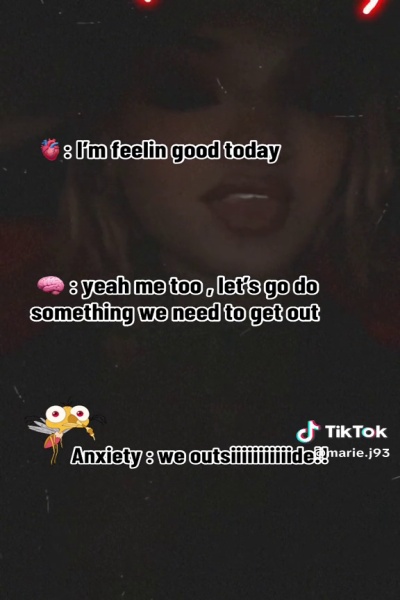 🫀: I'm feelin good today
🧠 : yeah me too , let's go do
something we need to get out
TikTok
@marie.j93
Anxiety : we outsiiiiiiiiiiide!!